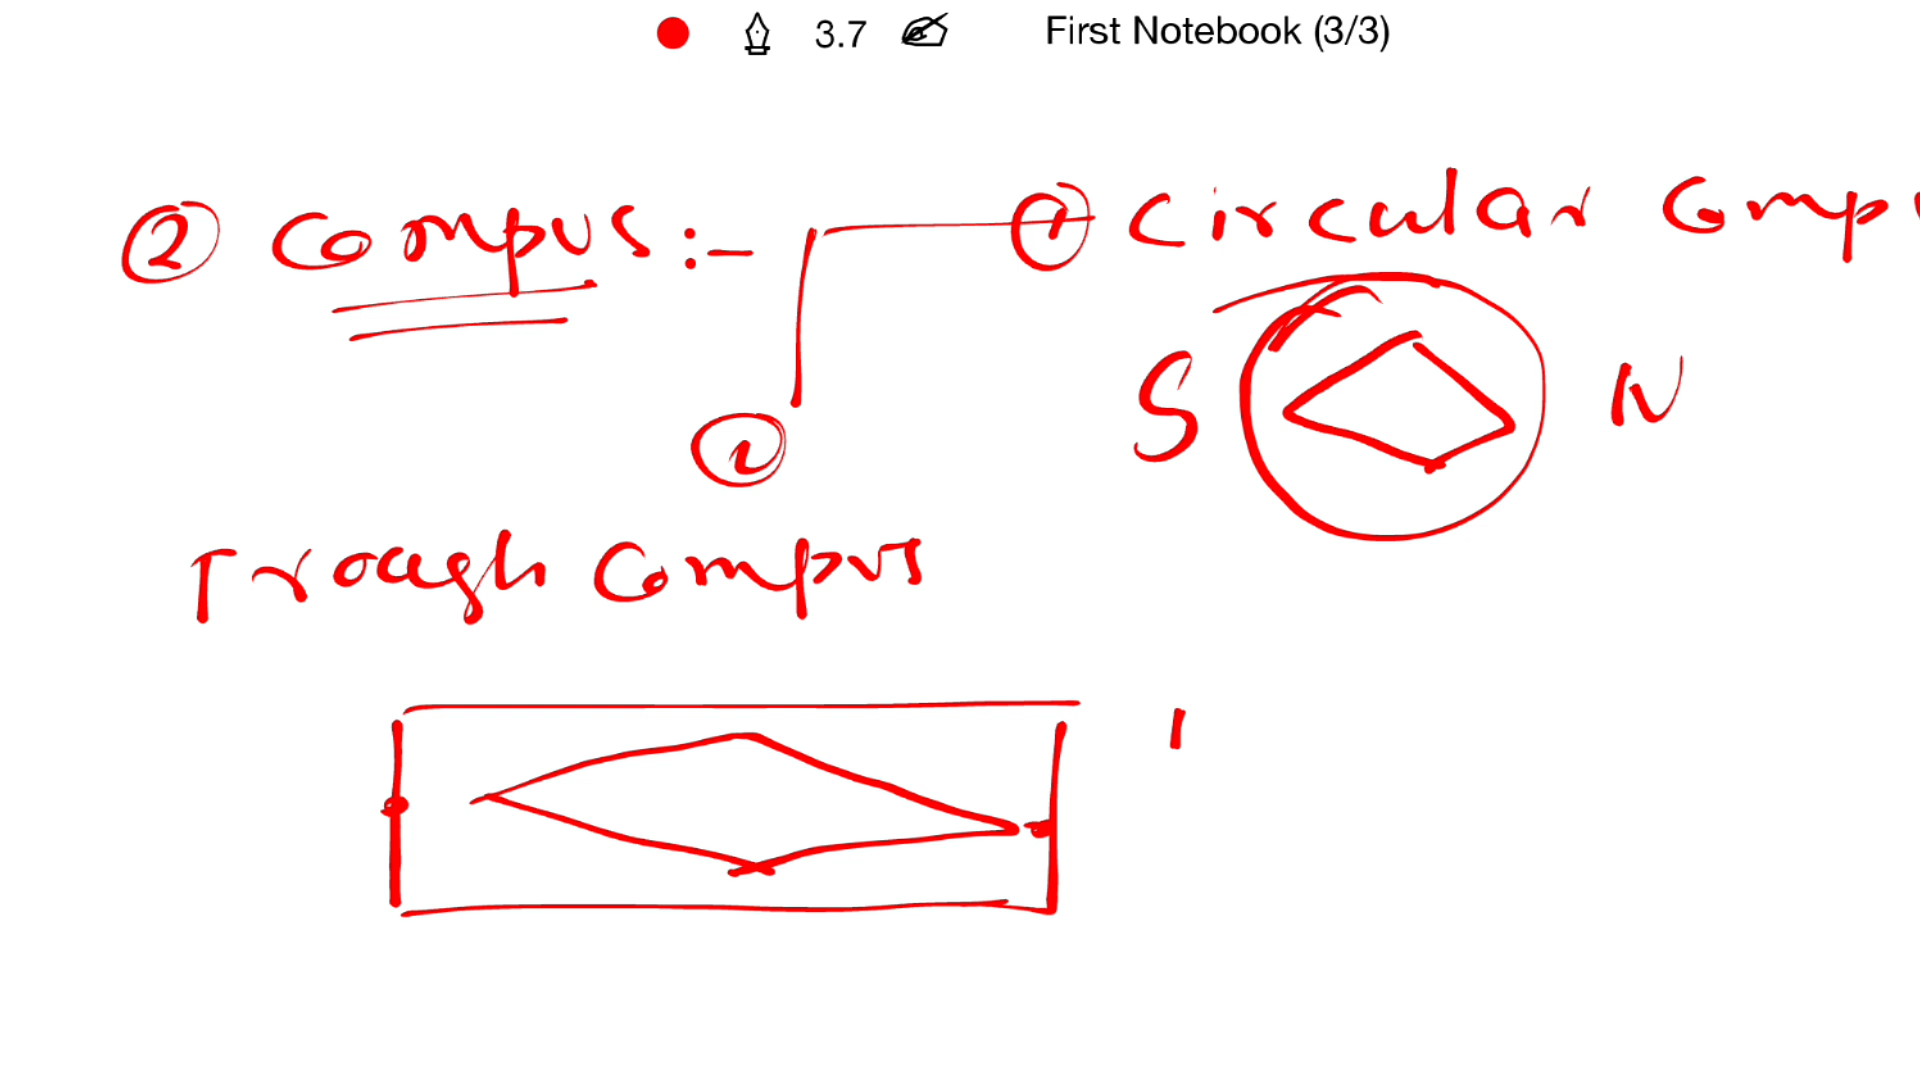 3.7 First Notebook (3/3)
② Compus :- ① Circular Comp
S N
②
Trough Compus